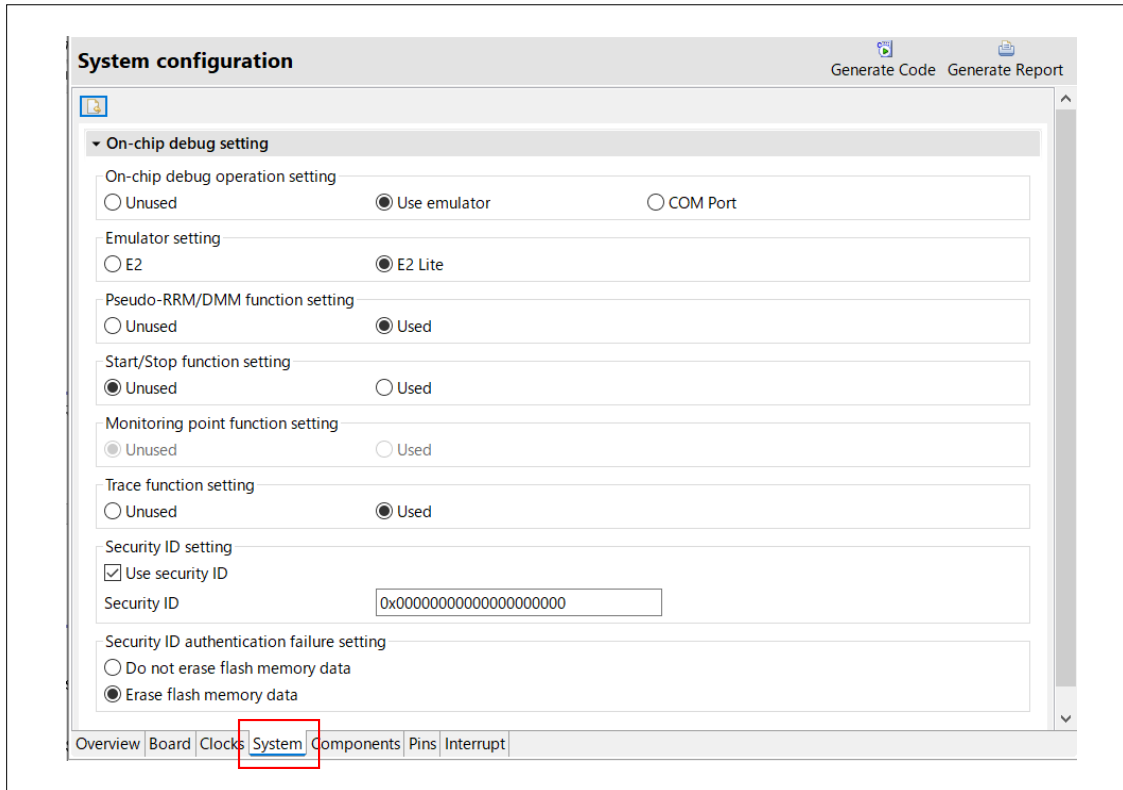 System configuration
Generate Code Generate Report
On-chip debug setting
On-chip debug operation setting
Unused Use emulator COM Port
Emulator setting
E2 E2 Lite
Pseudo-RRM/DMM function setting
Unused Used
Start/Stop function setting
Unused Used
Monitoring point function setting
Unused Used
Trace function setting
Unused Used
Security ID setting
Use security ID
Security ID 0x00000000000000000000
Security ID authentication failure setting
Do not erase flash memory data
Erase flash memory data
Overview Board Clocks System Components Pins Interrupt